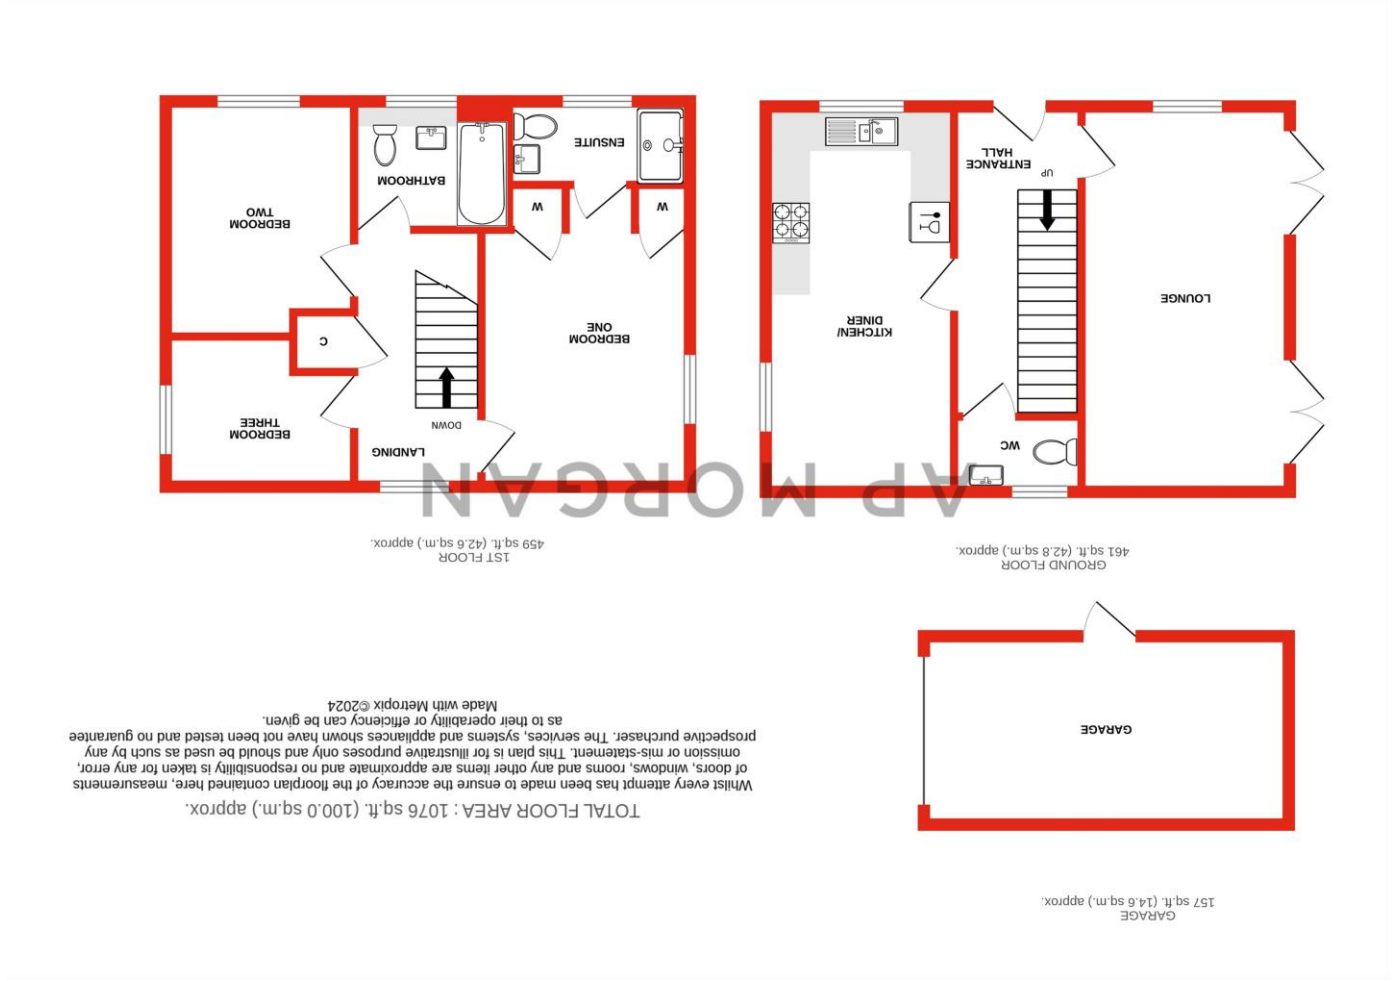 GARAGE
157 sq.ft. (14.6 sq.m.) approx.
GARAGE
GROUND FLOOR
461 sq.ft. (42.8 sq.m.) approx.
WC
LOUNGE
KITCHEN/
DINER
UP
ENTRANCE
HALL
1ST FLOOR
459 sq.ft. (42.6 sq.m.) approx.
LANDING
DOWN
BEDROOM
THREE
C
BEDROOM
ONE
BEDROOM
TWO
W
W
BATHROOM
ENSUITE
AP MORGAN
TOTAL FLOOR AREA : 1076 sq.ft. (100.0 sq.m.) approx.
Whilst every attempt has been made to ensure the accuracy of the floorplan contained here, measurements
of doors, windows, rooms and any other items are approximate and no responsibility is taken for any error,
omission or mis-statement. This plan is for illustrative purposes only and should be used as such by any
prospective purchaser. The services, systems and appliances shown have not been tested and no guarantee
as to their operability or efficiency can be given.
Made with Metropix ©2024